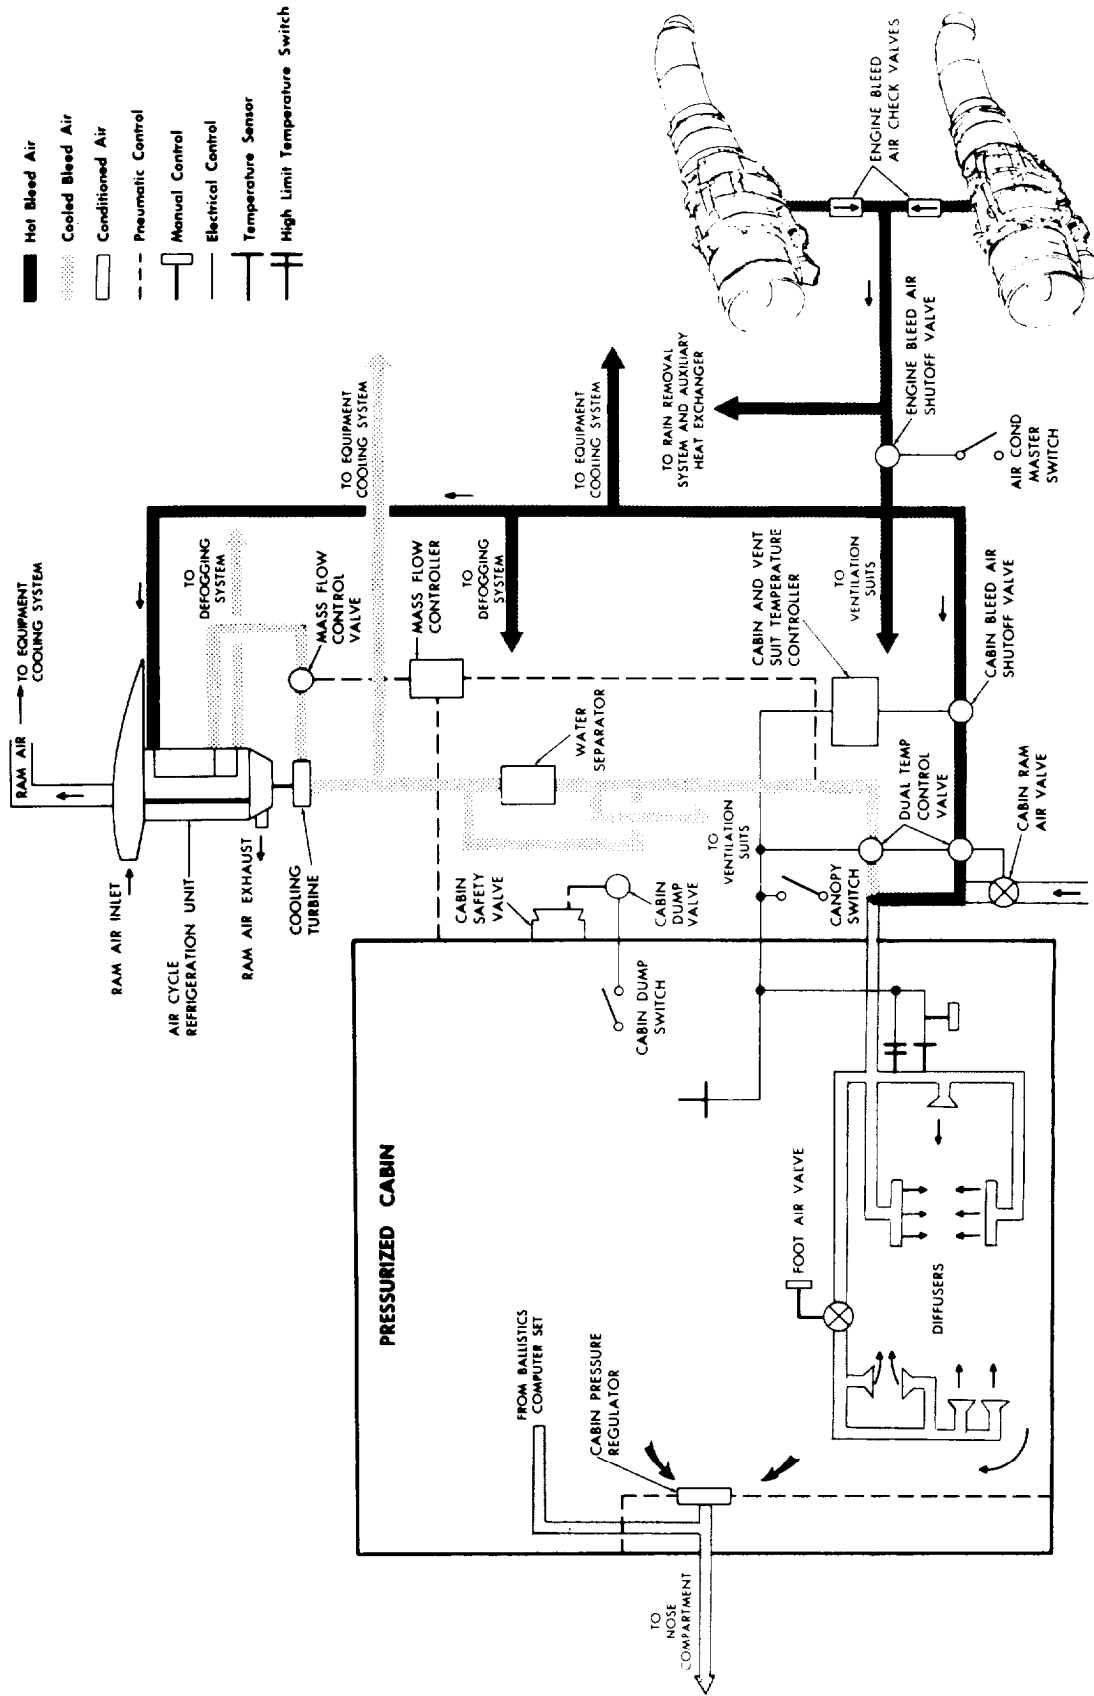 Hot Bleed Air
Cooled Bleed Air
Conditioned Air
Pneumatic Control
Manual Control
Electrical Control
Temperature Sensor
High Limit Temperature Switch
RAM AIR
TO EQUIPMENT
COOLING SYSTEM
RAM AIR INLET
AIR CYCLE
REFRIGERATION UNIT
RAM AIR EXHAUST
COOLING
TURBINE
TO
DEFOGGING
SYSTEM
MASS FLOW
CONTROL
VALVE
TO EQUIPMENT
COOLING SYSTEM
MASS FLOW
CONTROLLER
TO
DEFOGGING
SYSTEM
TO EQUIPMENT
COOLING SYSTEM
TO RAIN REMOVAL
SYSTEM AND AUXILIARY
HEAT EXCHANGER
ENGINE BLEED
AIR CHECK VALVES
ENGINE BLEED AIR
SHUTOFF VALVE
AIR COND
MASTER
SWITCH
CABIN
SAFETY
VALVE
WATER
SEPARATOR
CABIN
DUMP
VALVE
CABIN DUMP
SWITCH
TO
VENTILATION
SUITS
CABIN AND VENT
SUIT TEMPERATURE
CONTROLLER
TO
VENTILATION
SUITS
CANOPY
SWITCH
DUAL TEMP
CONTROL
VALVE
CABIN BLEED AIR
SHUTOFF VALVE
CABIN RAM
AIR VALVE
PRESSURIZED CABIN
FROM BALLISTICS
COMPUTER SET
CABIN PRESSURE
REGULATOR
FOOT AIR VALVE
DIFFUSERS
TO
NOSE
COMPARTMENT